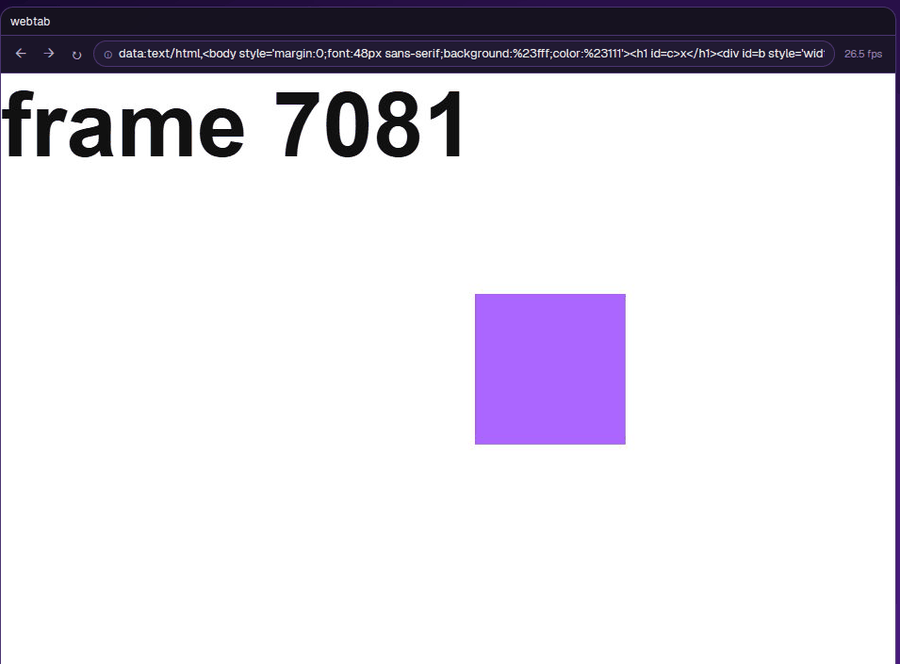 webtab
data:text/html,<body style='margin:0;font:48px sans-serif;background:%23fff;color:%23111'><h1 id=c>x</h1><div id=b style='wid
26.5 fps
frame 7081